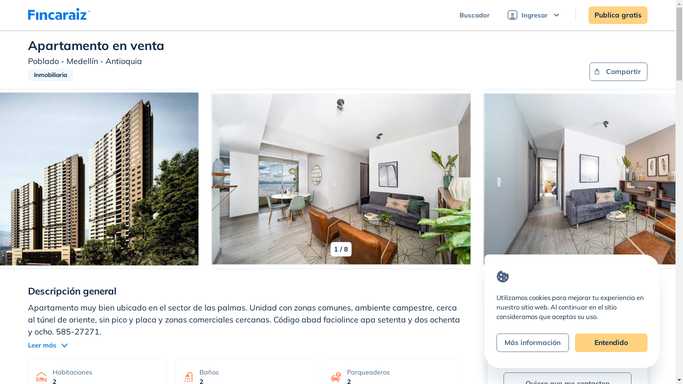 Fincaraiz
Buscador
Ingresar
Publica gratis
Apartamento en venta
Poblado - Medellín - Antioquia
Inmobiliaria
Compartir
1 / 8
Descripción general
Apartamento muy bien ubicado en el sector de las palmas. Unidad con zonas comunes, ambiente campestre, cerca
al túnel de oriente, sin pico y placa y zonas comerciales cercanas. Código abad faciolince apa setenta y dos ochenta
y ocho. 585-27271.
Leer más
Habitaciones
2
Baños
2
Parqueaderos
2
Utilizamos cookies para mejorar tu experiencia en
nuestro sitio web. Al continuar en el sitio
consideramos que aceptas su uso.
Más información
Entendido
Quiero que me contacten